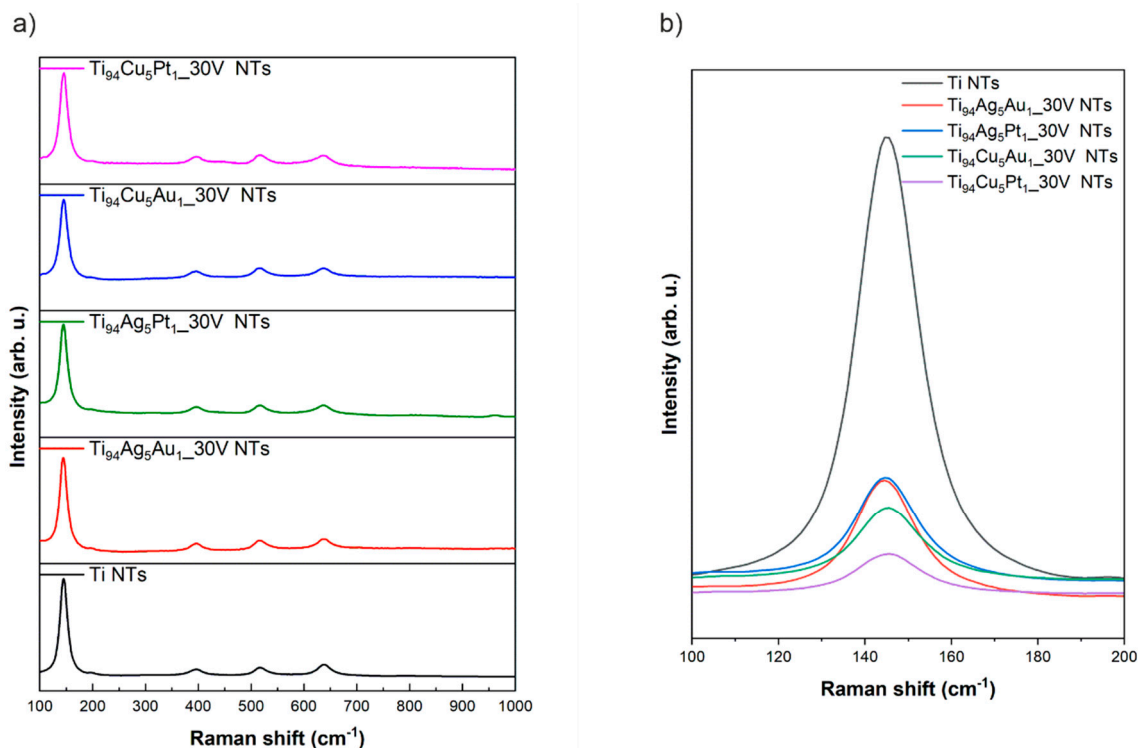 a)
Ti₉₄Cu₅Pt₁_30V NTs
Ti₉₄Cu₅Au₁_30V NTs
Ti₉₄Ag₅Pt₁_30V NTs
Ti₉₄Ag₅Au₁_30V NTs
Ti NTs
Intensity (arb. u.)
100 200 300 400 500 600 700 800 900 1000
Raman shift (cm⁻¹)
b)
Ti NTs
Ti₉₄Ag₅Au₁_30V NTs
Ti₉₄Ag₅Pt₁_30V NTs
Ti₉₄Cu₅Au₁_30V NTs
Ti₉₄Cu₅Pt₁_30V NTs
Intensity (arb. u.)
100 120 140 160 180 200
Raman shift (cm⁻¹)